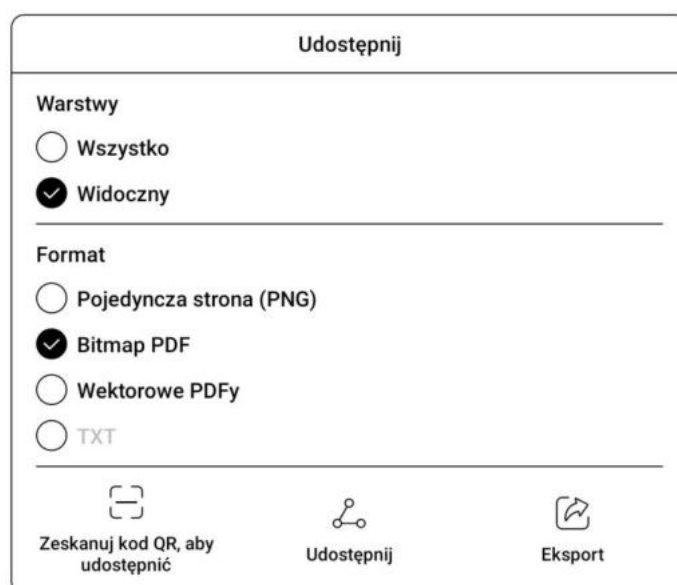 Udostępnij
Warstwy
Wszystko
Widoczny
Format
Pojedyncza strona (PNG)
Bitmap PDF
Wektorowe PDFy
TXT
Zeskanuj kod QR, aby
udostępnić
Udostępnij
Eksport